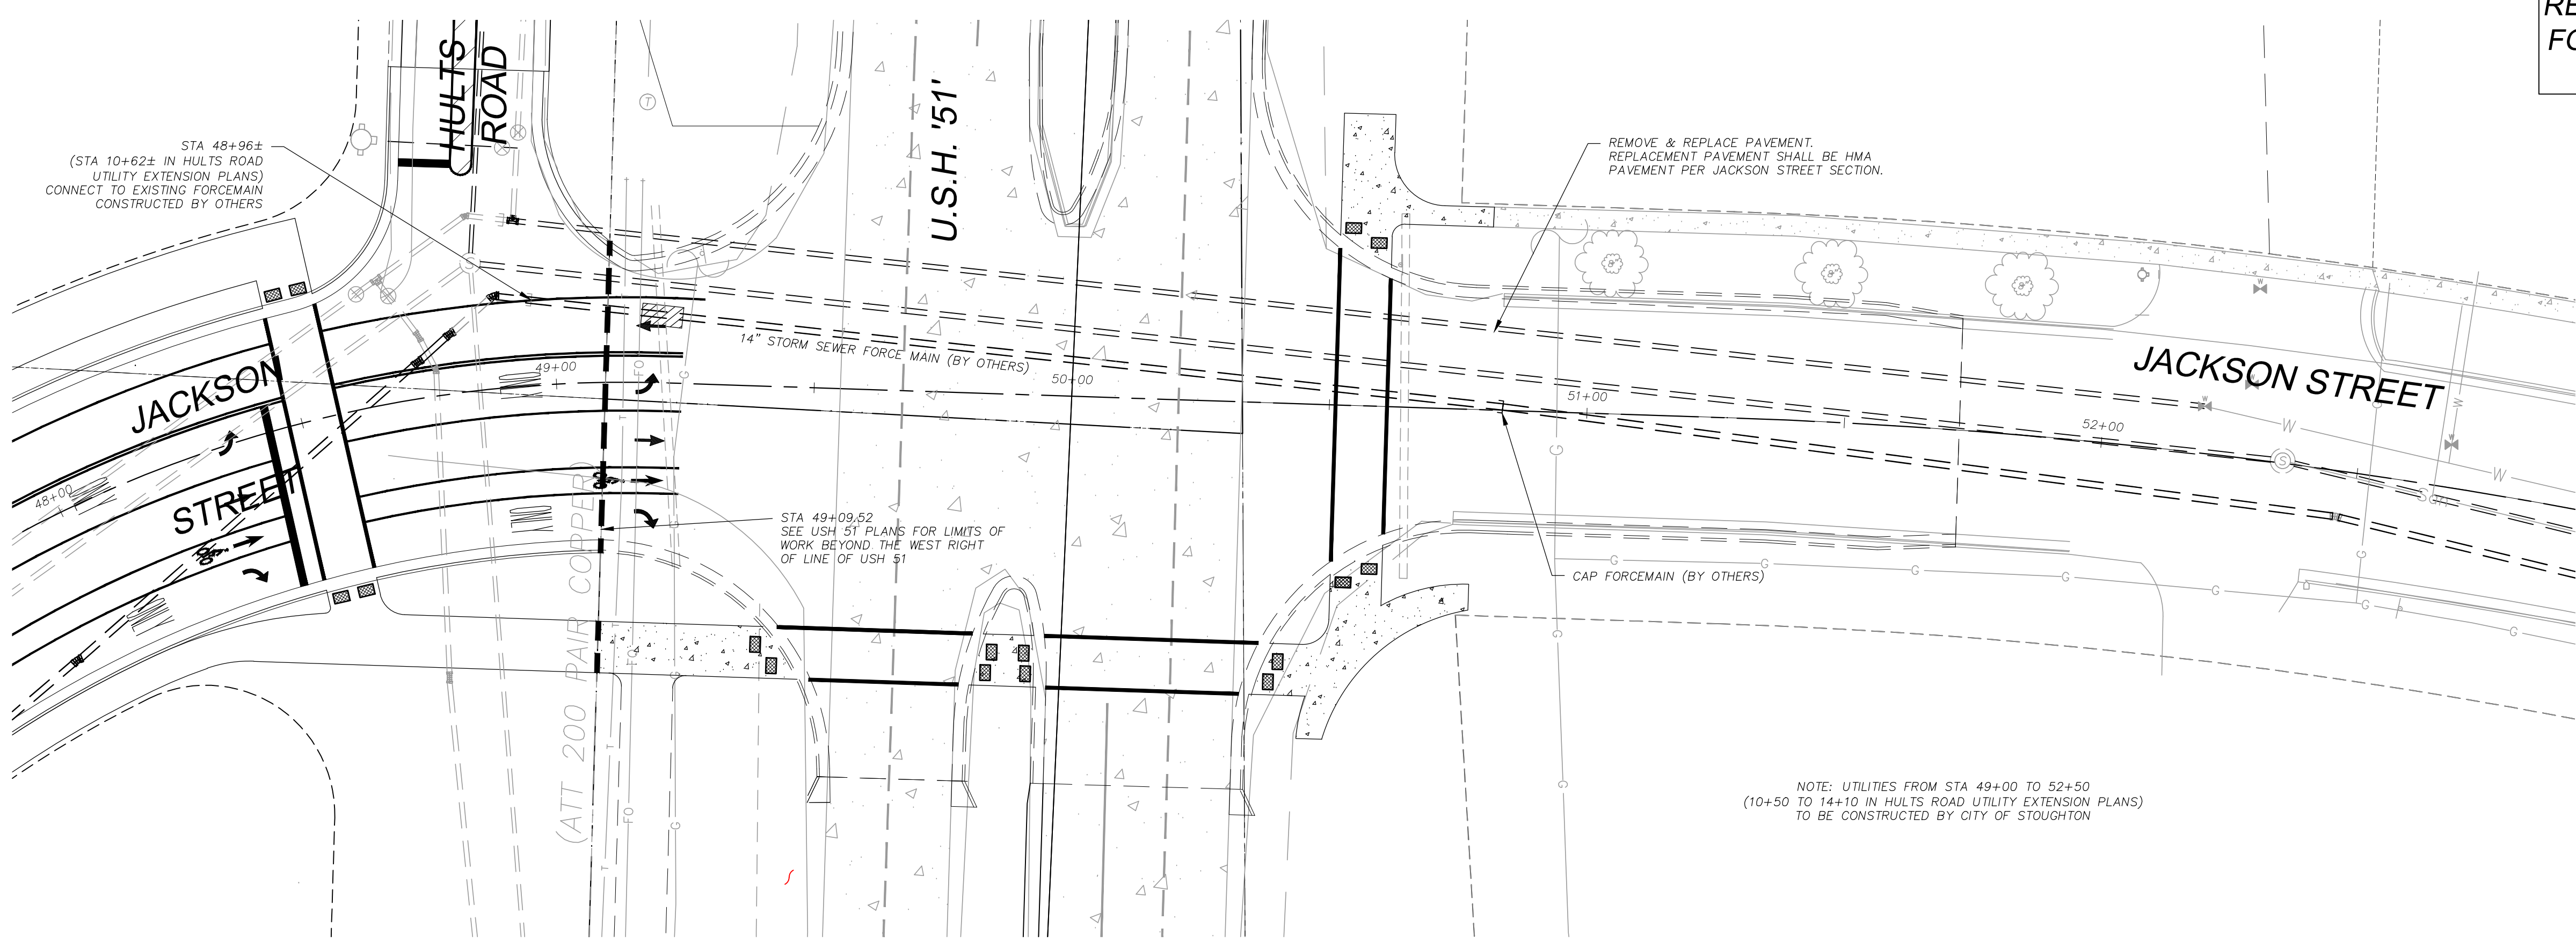 RE
FO
HULTS
ROAD
U.S.H. '51'
STA 48+96±
(STA 10+62± IN HULTS ROAD
UTILITY EXTENSION PLANS)
CONNECT TO EXISTING FORCEMAIN
CONSTRUCTED BY OTHERS
REMOVE & REPLACE PAVEMENT.
REPLACEMENT PAVEMENT SHALL BE HMA
PAVEMENT PER JACKSON STREET SECTION.
14" STORM SEWER FORCE MAIN (BY OTHERS)
JACKSON
STREET
JACKSON STREET
48+00
49+00
50+00
51+00
52+00
STA 49+09.52
SEE USH 51 PLANS FOR LIMITS OF
WORK BEYOND THE WEST RIGHT
OF LINE OF USH 51
CAP FORCEMAIN (BY OTHERS)
(ATT 200 PAIR COPPER)
NOTE: UTILITIES FROM STA 49+00 TO 52+50
(10+50 TO 14+10 IN HULTS ROAD UTILITY EXTENSION PLANS)
TO BE CONSTRUCTED BY CITY OF STOUGHTON
T
S
FO
FO
FO
G
G
G
G
G
G
G
G
G
G
G
W
W
W
S